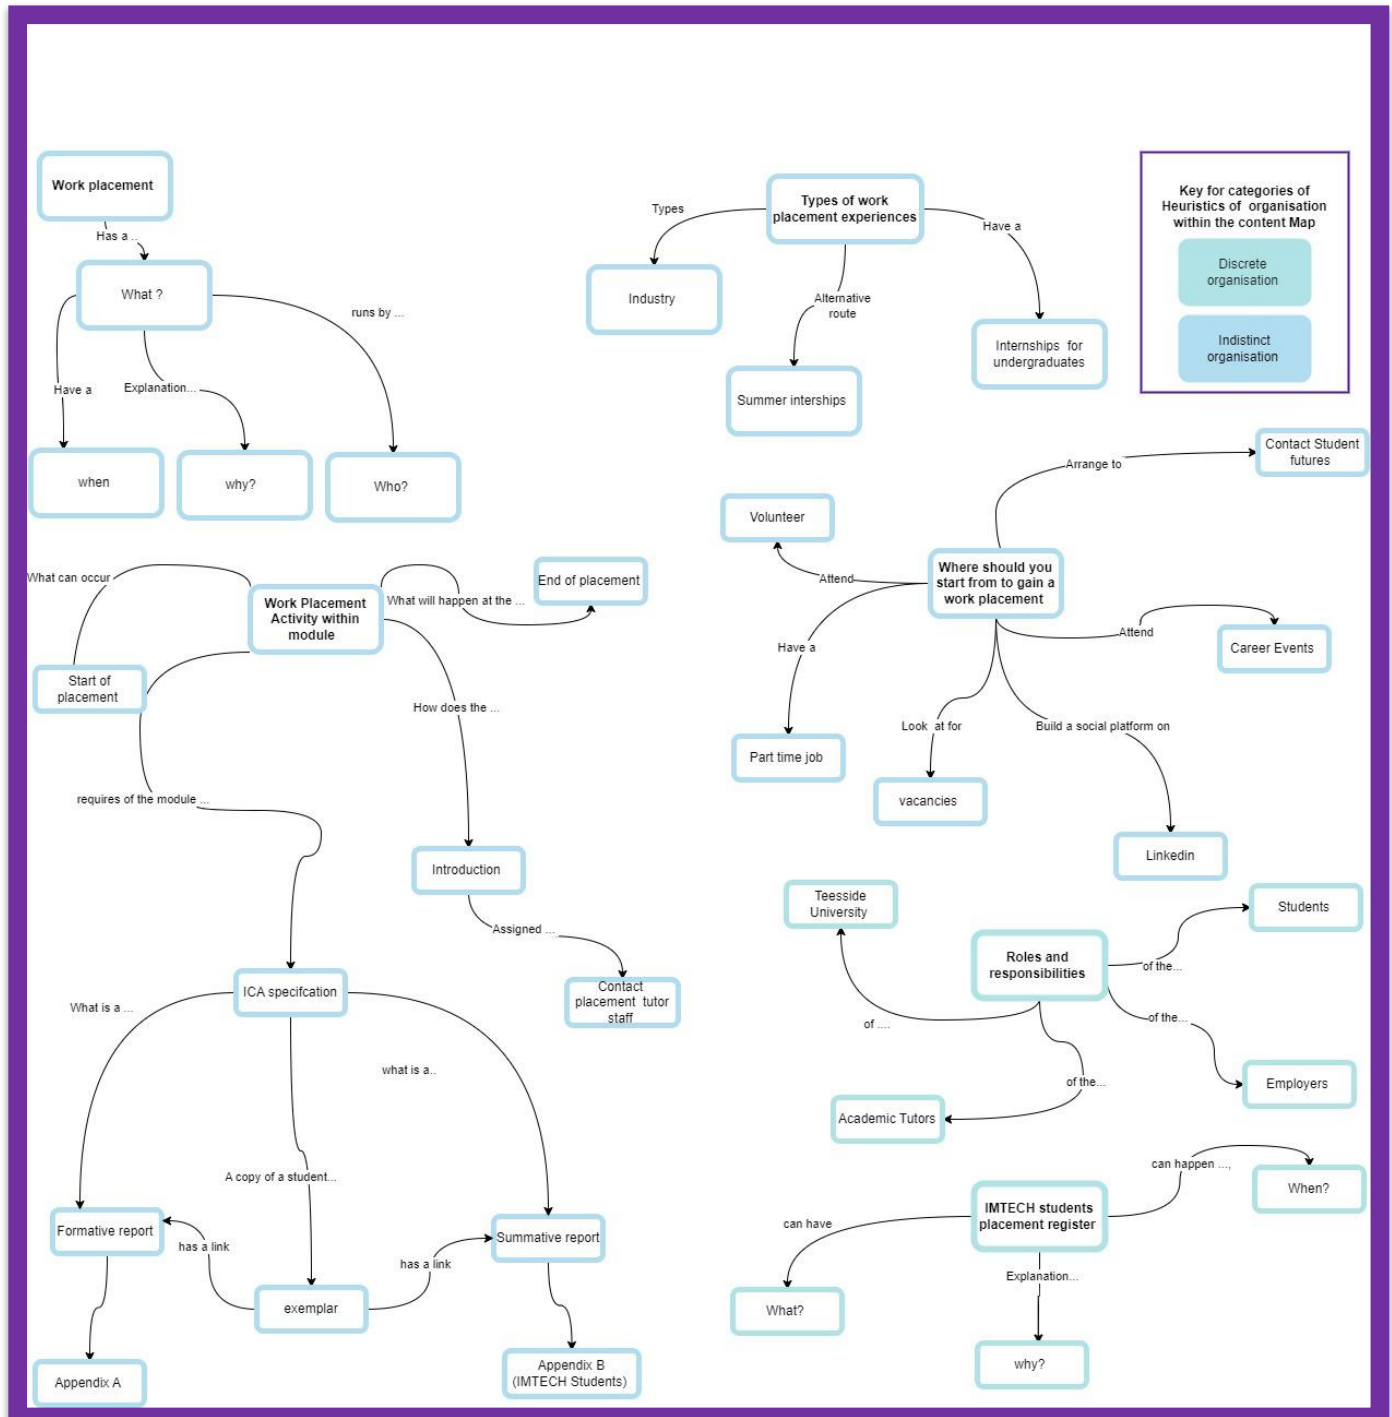 Work placement
Has a ..
What ?
runs by ...
Have a
Explanation...
when
why?
Who?
Types of work
placement experiences
Types
Have a
Industry
Alternative
route
Internships for
undergraduates
Summer interships
Key for categories of
Heuristics of organisation
within the content Map
Discrete
organisation
Indistinct
organisation
Contact Student
futures
Arrange to
Volunteer
Attend
Where should you
start from to gain a
work placement
Attend
Career Events
Have a
Look at for
Build a social platform on
Part time job
vacancies
Linkedin
What can occur
Work Placement
Activity within
module
What will happen at the ...
End of placement
Start of
placement
How does the ...
requires of the module ...
Introduction
Assigned ...
Contact
placement tutor
staff
ICA specifcation
What is a ...
what is a..
A copy of a student...
Formative report
has a link
exemplar
has a link
Summative report
Appendix A
Appendix B
(IMTECH Students)
Teesside
University
Students
Roles and
responsibilities
of the...
of ....
of the...
of the...
Employers
Academic Tutors
can happen ...,
When?
IMTECH students
placement register
can have
Explanation...
What?
why?